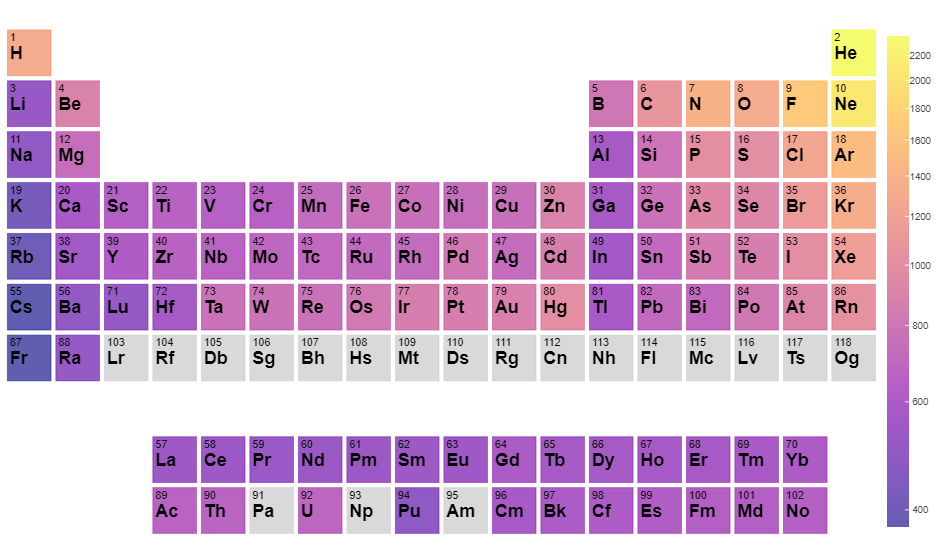 1 2
H He
3 4 5 6 7 8 9 10
Li Be B C N O F Ne
11 12 13 14 15 16 17 18
Na Mg Al Si P S Cl Ar
19 20 21 22 23 24 25 26 27 28 29 30 31 32 33 34 35 36
K Ca Sc Ti V Cr Mn Fe Co Ni Cu Zn Ga Ge As Se Br Kr
37 38 39 40 41 42 43 44 45 46 47 48 49 50 51 52 53 54
Rb Sr Y Zr Nb Mo Tc Ru Rh Pd Ag Cd In Sn Sb Te I Xe
55 56 71 72 73 74 75 76 77 78 79 80 81 82 83 84 85 86
Cs Ba Lu Hf Ta W Re Os Ir Pt Au Hg Tl Pb Bi Po At Rn
87 88 103 104 105 106 107 108 109 110 111 112 113 114 115 116 117 118
Fr Ra Lr Rf Db Sg Bh Hs Mt Ds Rg Cn Nh Fl Mc Lv Ts Og
57 58 59 60 61 62 63 64 65 66 67 68 69 70
La Ce Pr Nd Pm Sm Eu Gd Tb Dy Ho Er Tm Yb
89 90 91 92 93 94 95 96 97 98 99 100 101 102
Ac Th Pa U Np Pu Am Cm Bk Cf Es Fm Md No
2200
2000
1800
1600
1400
1200
1000
800
600
400